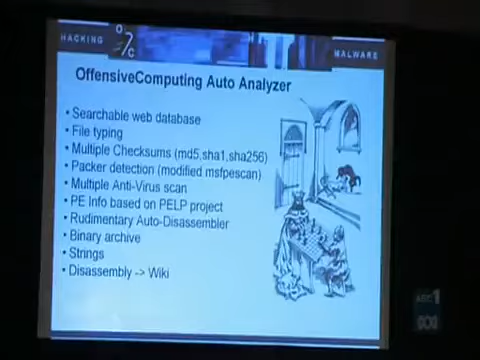 HACKING
O
/C
MALWARE
OffensiveComputing Auto Analyzer
• Searchable web database
• File typing
• Multiple Checksums (md5,sha1,sha256)
• Packer detection (modified msfpescan)
• Multiple Anti-Virus scan
• PE Info based on PELP project
• Rudimentary Auto-Disassembler
• Binary archive
• Strings
• Disassembly -> Wiki
ABC1